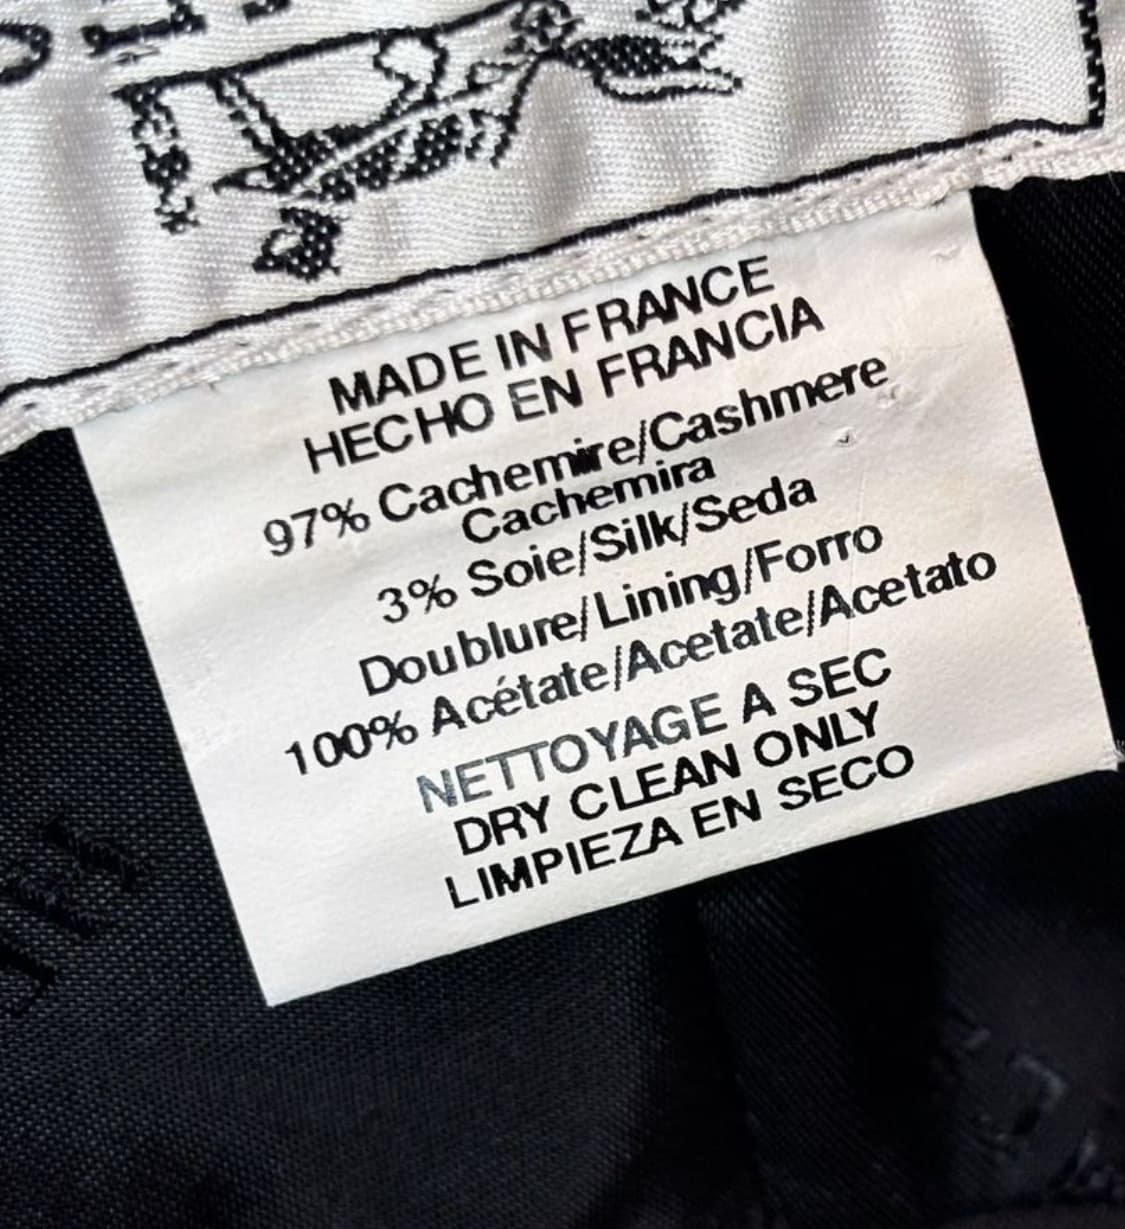 MADE IN FRANCE
HECHO EN FRANCIA
97% Cachemire/Cashmere
Cachemira
3% Soie/Silk/Seda
Doublure/Lining/Forro
100% Acétate/Acetate/Acetato
NETTOYAGE A SEC
DRY CLEAN ONLY
LIMPIEZA EN SECO